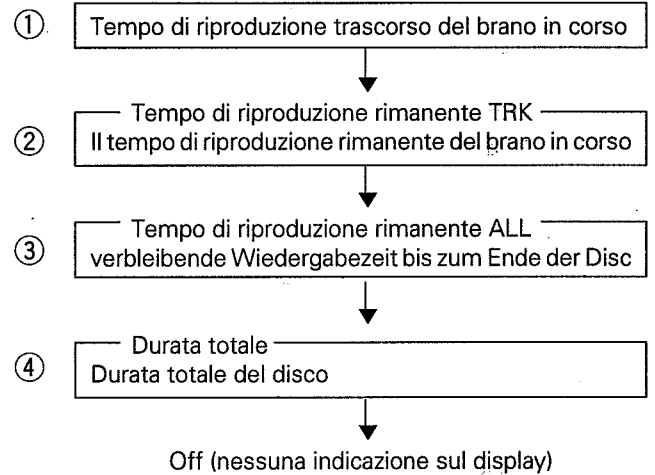 ① Tempo di riproduzione trascorso del brano in corso
Tempo di riproduzione rimanente TRK
② Il tempo di riproduzione rimanente del brano in corso
Tempo di riproduzione rimanente ALL
③ verbleibende Wiedergabezeit bis zum Ende der Disc
Durata totale
④ Durata totale del disco
Off (nessuna indicazione sul display)